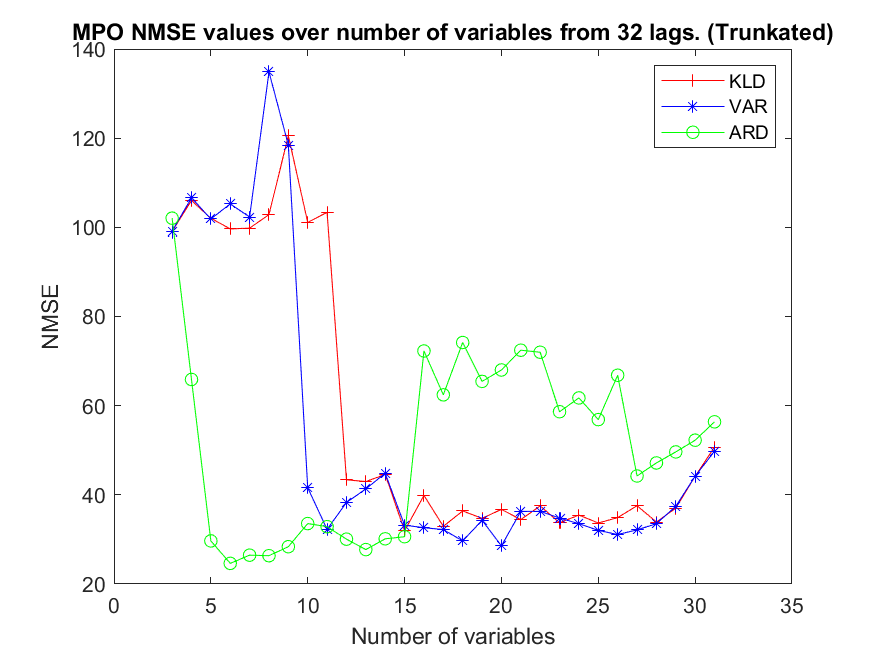 MPO NMSE values over number of variables from 32 lags. (Trunkated)
140
120
100
80
60
40
20
NMSE
KLD
VAR
ARD
0 5 10 15 20 25 30 35
Number of variables